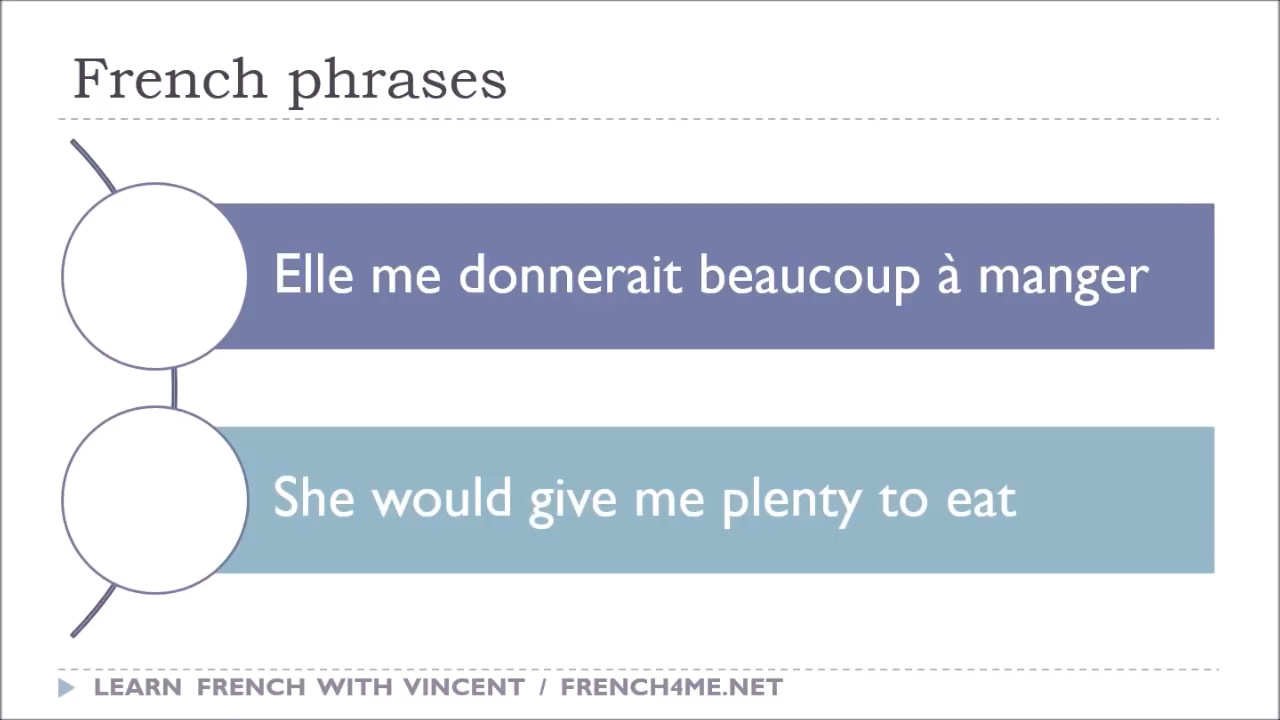 French phrases
Elle me donnerait beaucoup à manger
She would give me plenty to eat
LEARN FRENCH WITH VINCENT / FRENCH4ME.NET